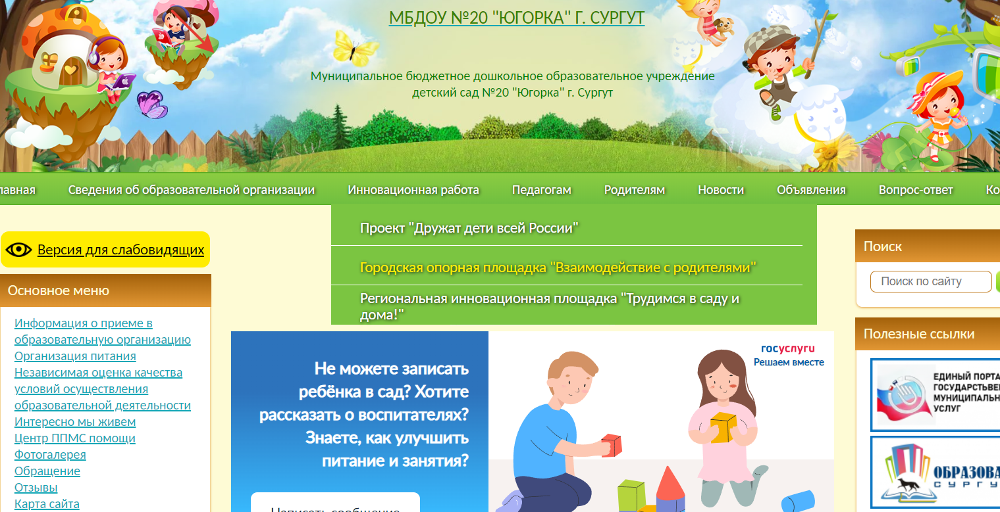 МБДОУ №20 "ЮГОРКА" Г. СУРГУТ
Муниципальное бюджетное дошкольное образовательное учреждение
детский сад №20 "Югорка" г. Сургут
лавная Сведения об образовательной организации Инновационная работа Педагогам Родителям Новости Объявления Вопрос-ответ Ко
Проект "Дружат дети всей России"
Городская опорная площадка "Взаимодействие с родителями"
Региональная инновационная площадка "Трудимся в саду и
дома!"
Версия для слабовидящих
Основное меню
Информация о приеме в
образовательную организацию
Организация питания
Независимая оценка качества
условий осуществления
образовательной деятельности
Интересно мы живем
Центр ППМС помощи
Фотогалерея
Обращение
Отзывы
Карта сайта
Не можете записать
ребёнка в сад? Хотите
рассказать о воспитателях?
Знаете, как улучшить
питание и занятия?
Написать сообщение
госуслуги
Решаем вместе
Поиск
Поиск по сайту
Полезные ссылки
ЕДИНЫЙ ПОРТА
ГОСУДАРСТВЕН
МУНИЦИПАЛЬН
УСЛУГ
ОБРАЗОВА
СУРГУ